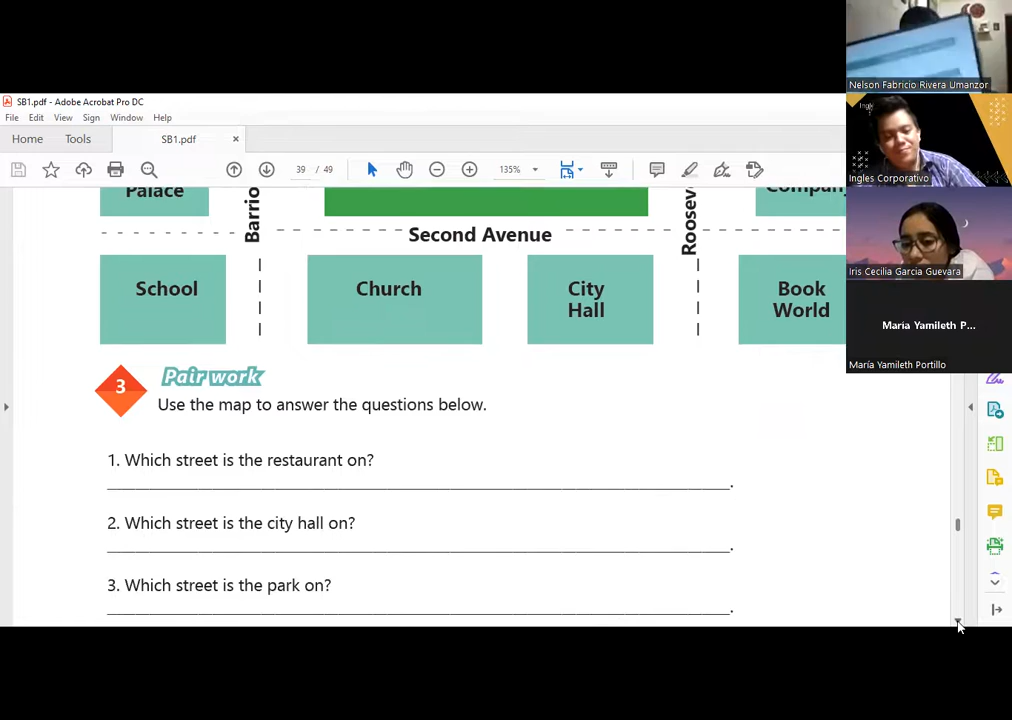 Nelson Fabricio Rivera Umanzor
SB1.pdf - Adobe Acrobat Pro DC
File Edit View Sign Window Help
Home Tools SB1.pdf ×
39 / 49 135%
Ingles Corporativo
Palace
Barrio
Roosev
Company
Second Avenue
School
Church
City
Hall
Book
World
Iris Cecilia Garcia Guevara
María Yamileth P...
María Yamileth Portillo
3 Pair work
Use the map to answer the questions below.
1. Which street is the restaurant on?
2. Which street is the city hall on?
3. Which street is the park on?